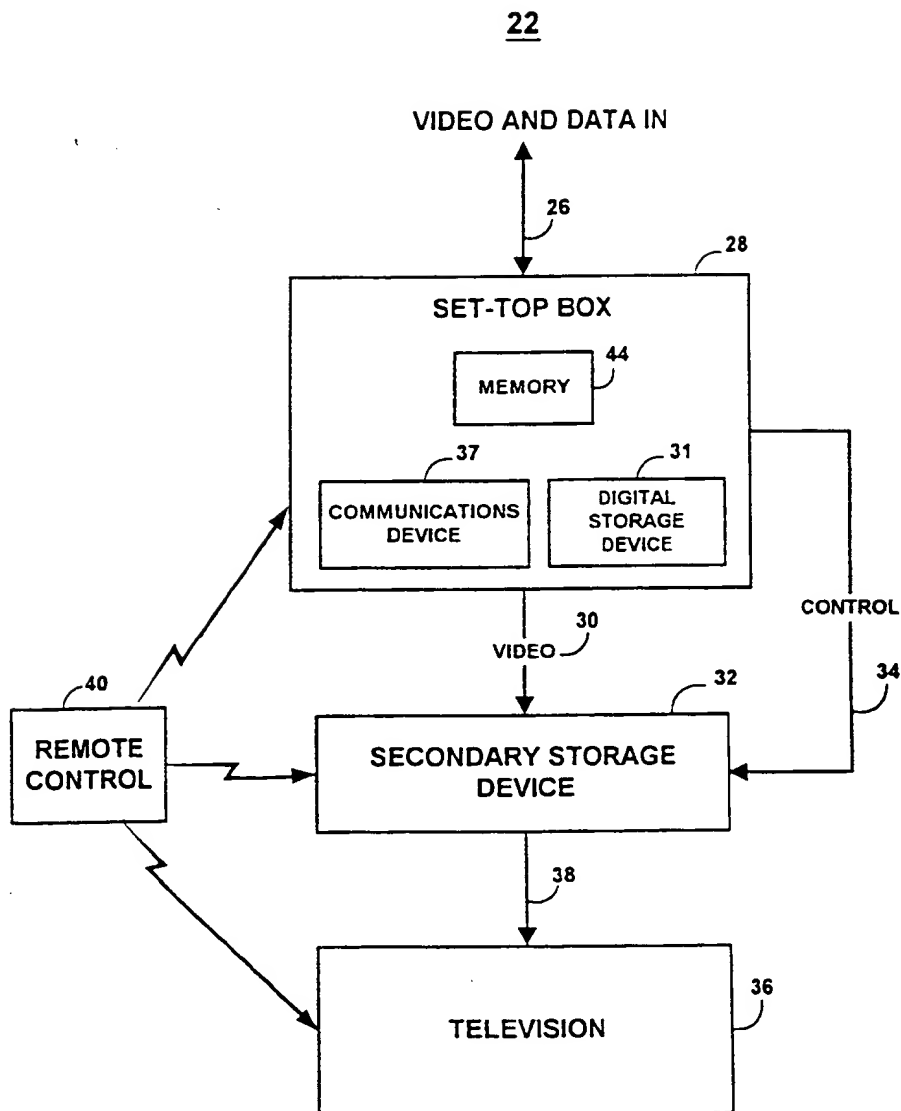 22
VIDEO AND DATA IN
26
28
SET-TOP BOX
44
MEMORY
37
31
COMMUNICATIONS
DEVICE
DIGITAL
STORAGE
DEVICE
CONTROL
VIDEO
30
34
40
32
REMOTE
CONTROL
SECONDARY STORAGE
DEVICE
38
36
TELEVISION